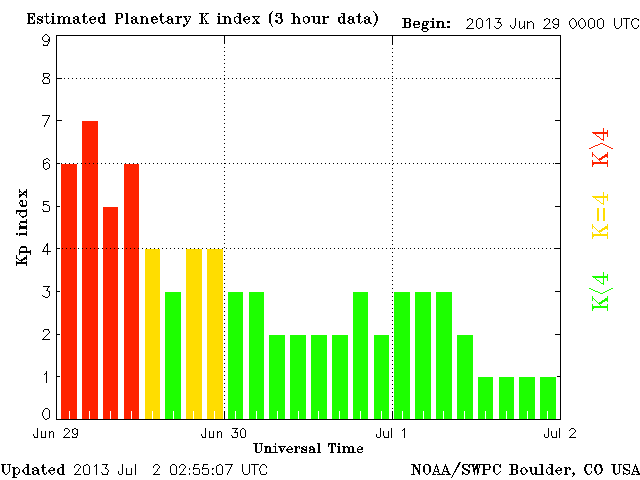 Estimated Planetary K index (3 hour data) Begin: 2013 Jun 29 0000 UTC
9
8
7
6
5
4
3
2
1
0
Kp index
K>4
K=4
K<4
Jun 29 Jun 30 Jul 1 Jul 2
Universal Time
Updated 2013 Jul 2 02:55:07 UTC NOAA/SWPC Boulder, CO USA